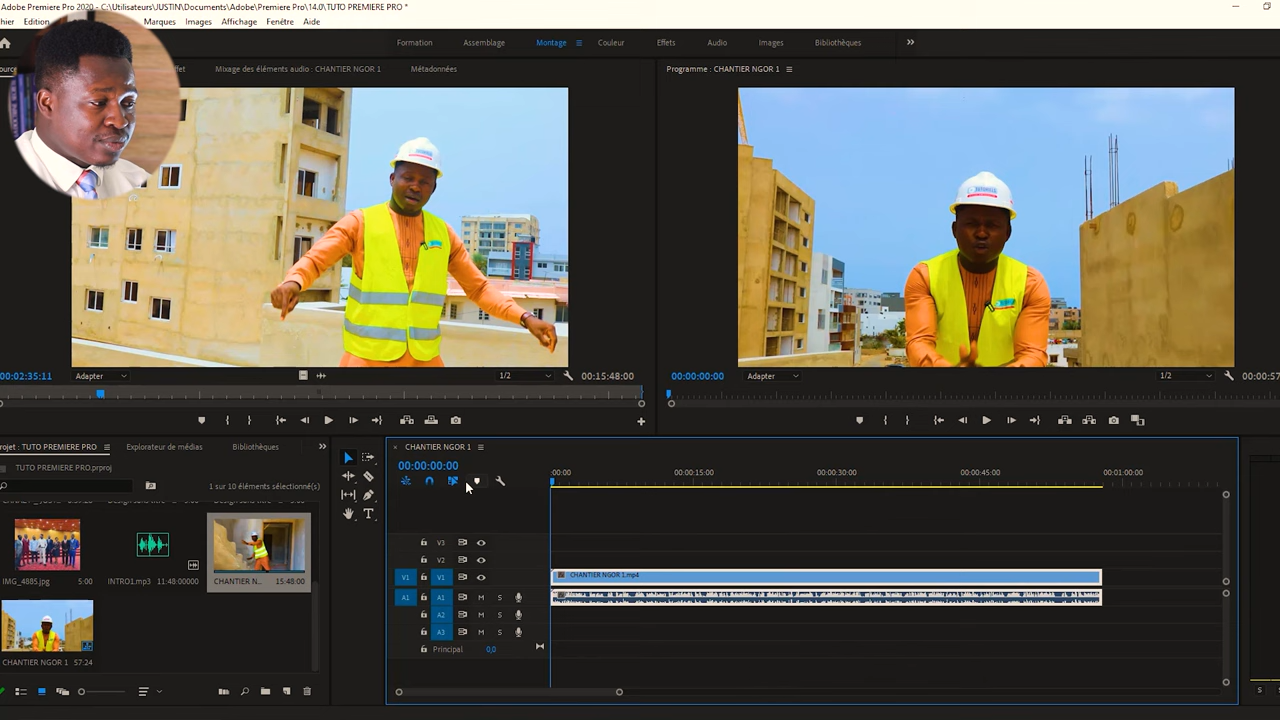 Adobe Premiere Pro 2020 - C:\Utilisateurs\JUSTIN\Documents\Adobe\Premiere Pro\14.0\TUTO PREMIERE PRO *
Edition
Marques Images Affichage Fenêtre Aide
Formation Assemblage Montage Couleur Effets Audio Images Bibliothèques
Mixage des éléments audio : CHANTIER NGOR 1 Métadonnées
Programme : CHANTIER NGOR 1
00:02:35:11 Adapter 1/2 00:15:48:00
00:00:00:00 Adapter 1/2 00:00:57
TUTO PREMIERE PRO Explorateur de médias Bibliothèques
TUTO PREMIERE PRO.prproj
1 sur 10 éléments sélectionné(s)
IMG_4885.jpg 5:00 INTRO1.mp3 11:48:00000 CHANTIER N... 15:48:00
CHANTIER NGOR 1 57:24
CHANTIER NGOR 1
00:00:00:00
:00:00 00:00:15:00 00:00:30:00 00:00:45:00 00:01:00:00
V3
V2
V1 V1 CHANTIER NGOR 1.mp4
A1 A1 M S
A2 M S
A3 M S
Principal 0,0
S S